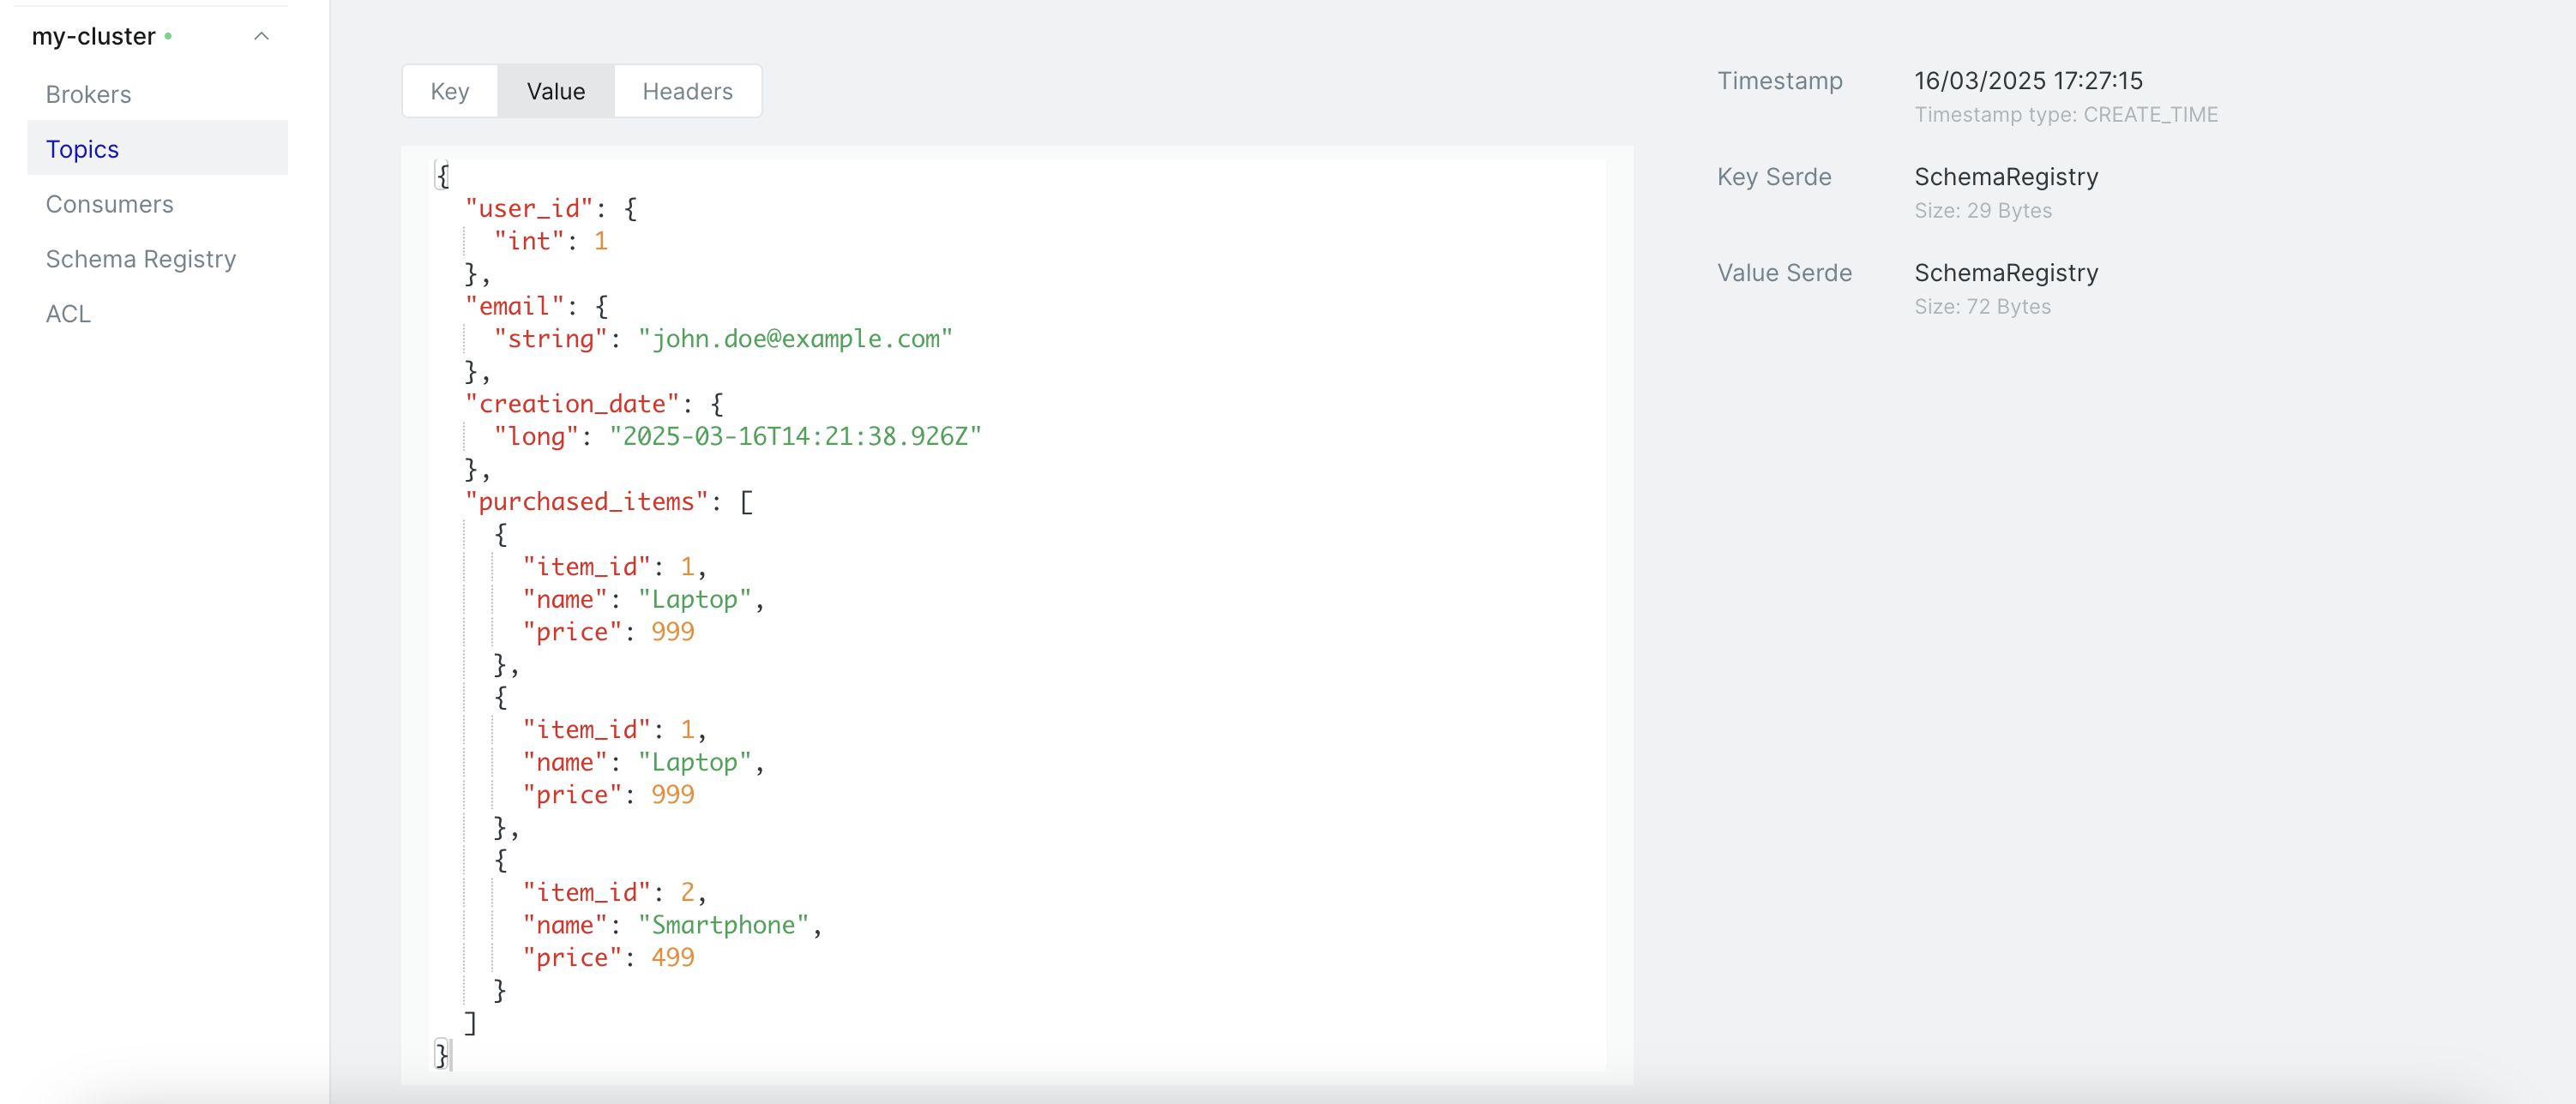 my-cluster
Brokers
Topics
Consumers
Schema Registry
ACL
Key Value Headers
{
  "user_id": {
    "int": 1
  },
  "email": {
    "string": "john.doe@example.com"
  },
  "creation_date": {
    "long": "2025-03-16T14:21:38.926Z"
  },
  "purchased_items": [
    {
      "item_id": 1,
      "name": "Laptop",
      "price": 999
    },
    {
      "item_id": 1,
      "name": "Laptop",
      "price": 999
    },
    {
      "item_id": 2,
      "name": "Smartphone",
      "price": 499
    }
  ]
}
Timestamp 16/03/2025 17:27:15
Timestamp type: CREATE_TIME
Key Serde SchemaRegistry
Size: 29 Bytes
Value Serde SchemaRegistry
Size: 72 Bytes